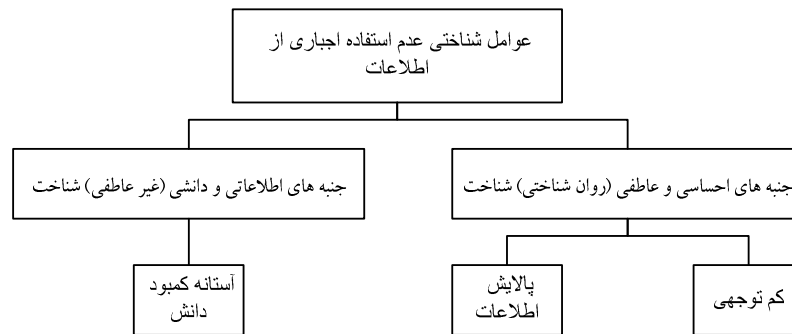 عوامل شناختی عدم استفاده اجباری از
اطلاعات
جنبه های احساسی و عاطفی (روان شناختی) شناخت
جنبه های اطلاعاتی و دانشی (غیر عاطفی) شناخت
کم توجهی
پالایش
اطلاعات
آستانه کمبود
دانش